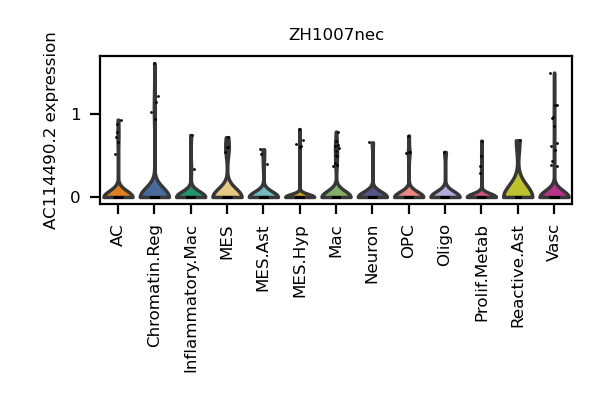 ZH1007nec
AC114490.2 expression
1
0
AC
Chromatin.Reg
Inflammatory.Mac
MES
MES.Ast
MES.Hyp
Mac
Neuron
OPC
Oligo
Prolif.Metab
Reactive.Ast
Vasc